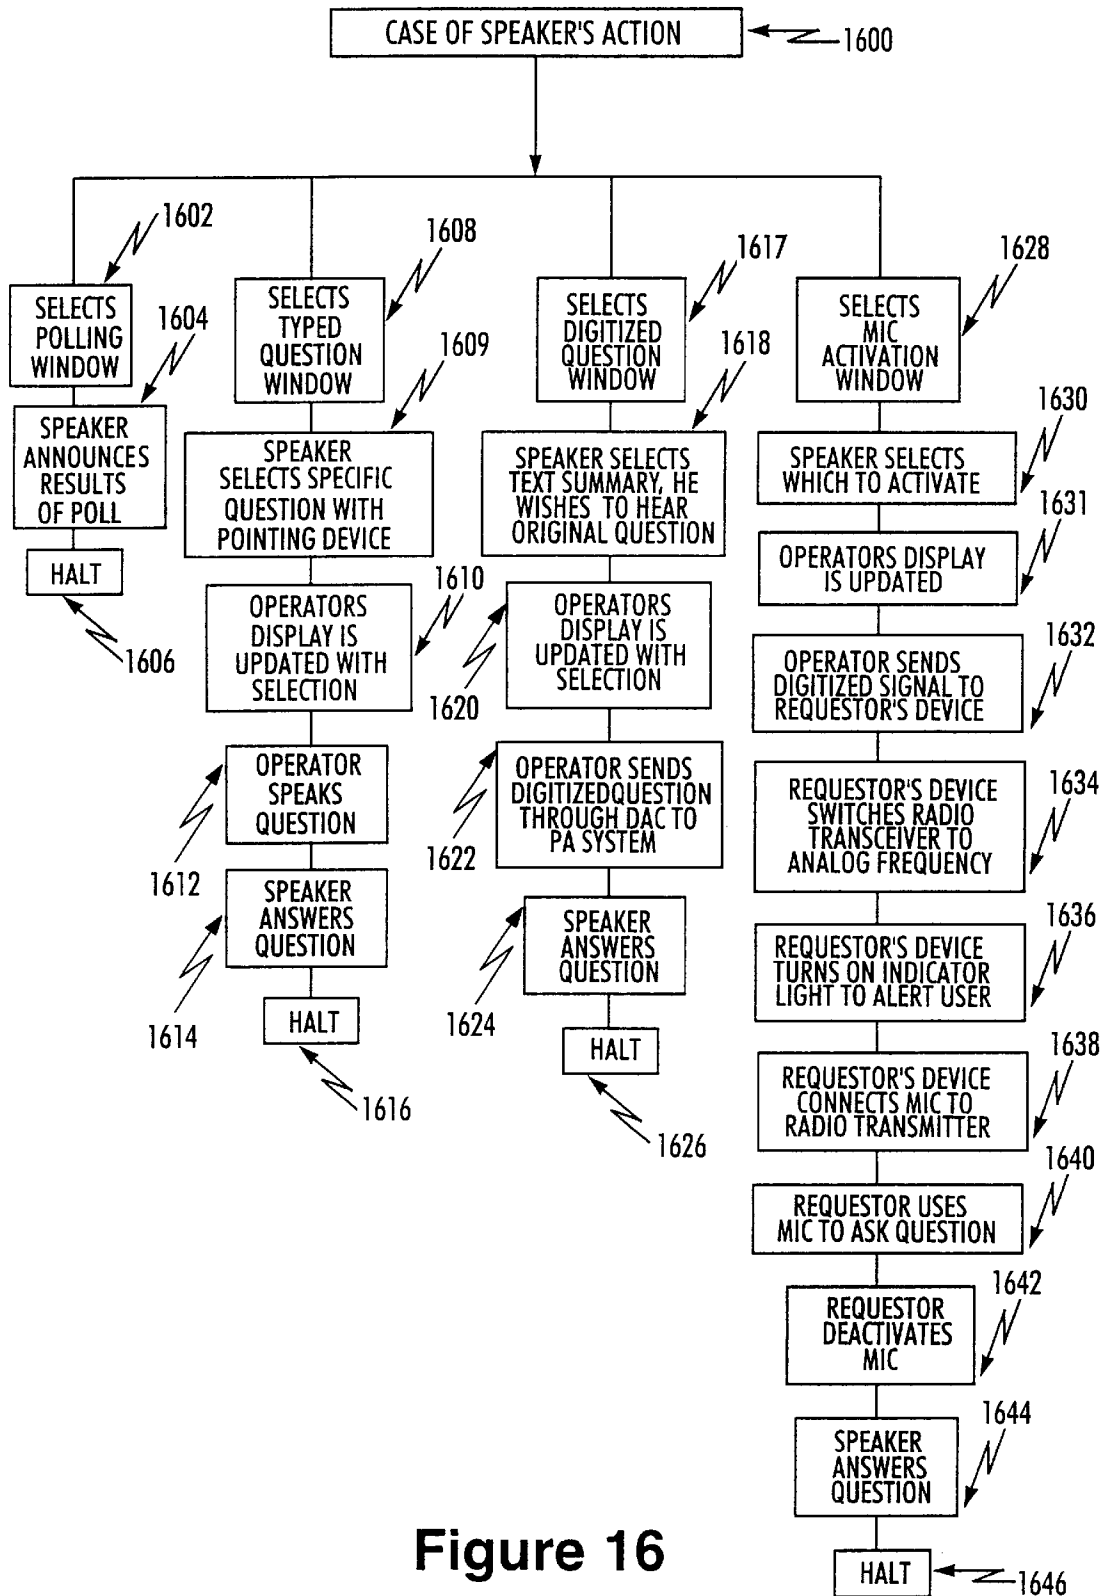 CASE OF SPEAKER'S ACTION
1600
1602
SELECTS
POLLING
WINDOW
1604
SPEAKER
ANNOUNCES
RESULTS
OF POLL
HALT
1606
1608
SELECTS
TYPED
QUESTION
WINDOW
1609
SPEAKER
SELECTS SPECIFIC
QUESTION WITH
POINTING DEVICE
1610
OPERATORS
DISPLAY IS
UPDATED WITH
SELECTION
OPERATOR
SPEAKS
QUESTION
1612
SPEAKER
ANSWERS
QUESTION
1614
HALT
1616
1617
SELECTS
DIGITIZED
QUESTION
WINDOW
1618
SPEAKER SELECTS
TEXT SUMMARY, HE
WISHES TO HEAR
ORIGINAL QUESTION
OPERATORS
DISPLAY IS
UPDATED WITH
SELECTION
1620
OPERATOR SENDS
DIGITIZEDQUESTION
THROUGH DAC TO
PA SYSTEM
1622
SPEAKER
ANSWERS
QUESTION
1624
HALT
1626
1628
SELECTS
MIC
ACTIVATION
WINDOW
1630
SPEAKER SELECTS
WHICH TO ACTIVATE
1631
OPERATORS DISPLAY
IS UPDATED
1632
OPERATOR SENDS
DIGITIZED SIGNAL TO
REQUESTOR'S DEVICE
1634
REQUESTOR'S DEVICE
SWITCHES RADIO
TRANSCEIVER TO
ANALOG FREQUENCY
1636
REQUESTOR'S DEVICE
TURNS ON INDICATOR
LIGHT TO ALERT USER
1638
REQUESTOR'S DEVICE
CONNECTS MIC TO
RADIO TRANSMITTER
1640
REQUESTOR USES
MIC TO ASK QUESTION
1642
REQUESTOR
DEACTIVATES
MIC
1644
SPEAKER
ANSWERS
QUESTION
HALT
1646
Figure 16